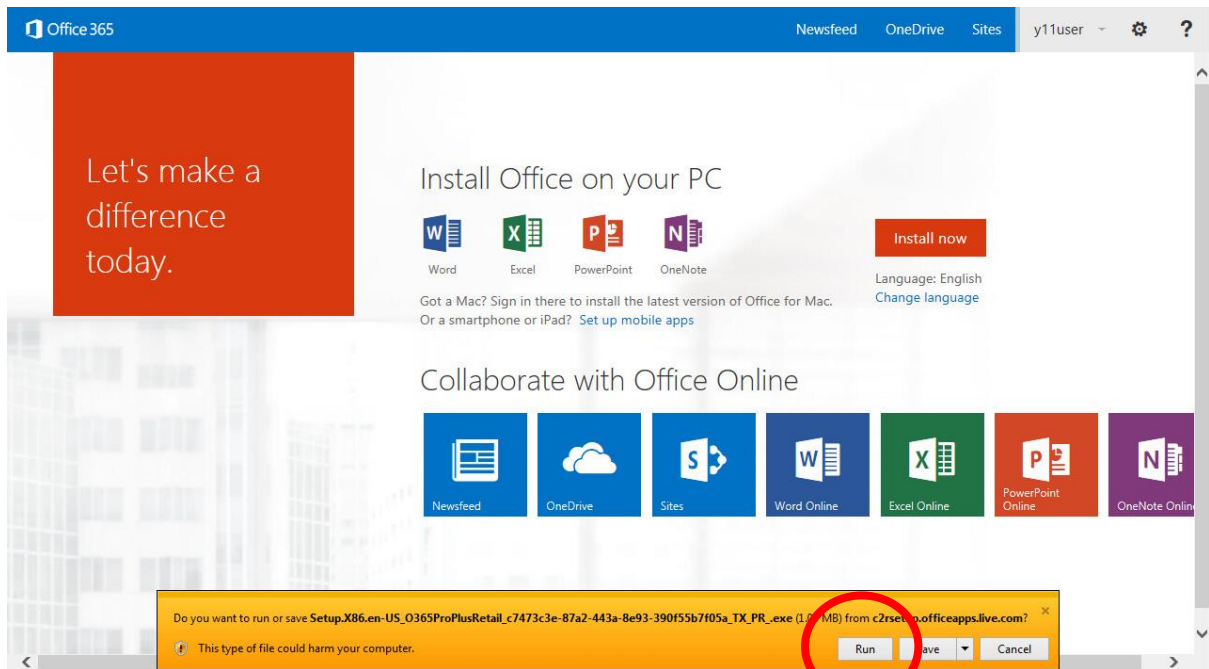 Office 365
Newsfeed OneDrive Sites y11user ?
Let's make a
difference
today.
Install Office on your PC
Word Excel PowerPoint OneNote
Install now
Language: English
Change language
Got a Mac? Sign in there to install the latest version of Office for Mac.
Or a smartphone or iPad? Set up mobile apps
Collaborate with Office Online
Newsfeed
OneDrive
Sites
Word Online
Excel Online
PowerPoint
Online
OneNote Onlin
Do you want to run or save Setup.X86.en-US_O365ProPlusRetail_c7473c3e-87a2-443a-8e93-390f55b7f05a_TX_PR_.exe MB) from officeapps.live.com?
This type of file could harm your computer.
Run Cancel